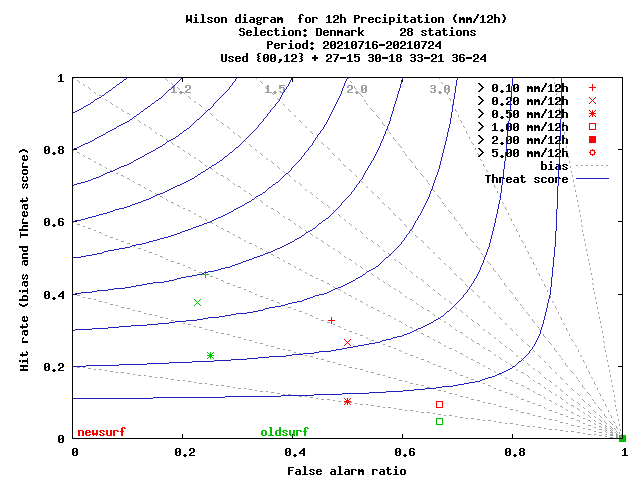 Wilson diagram  for 12h Precipitation (mm/12h)
Selection: Denmark     28 stations
Period: 20210716-20210724
Used {00,12} + 27-15 30-18 33-21 36-24
1.2 1.5 2.0 3.0
> 0.10 mm/12h
> 0.20 mm/12h
> 0.50 mm/12h
> 1.00 mm/12h
> 2.00 mm/12h
> 5.00 mm/12h
bias
Threat score
Hit rate (bias and Threat score)
1
0.8
0.6
0.4
0.2
0
newsurf oldsurf
0 0.2 0.4 0.6 0.8 1
False alarm ratio